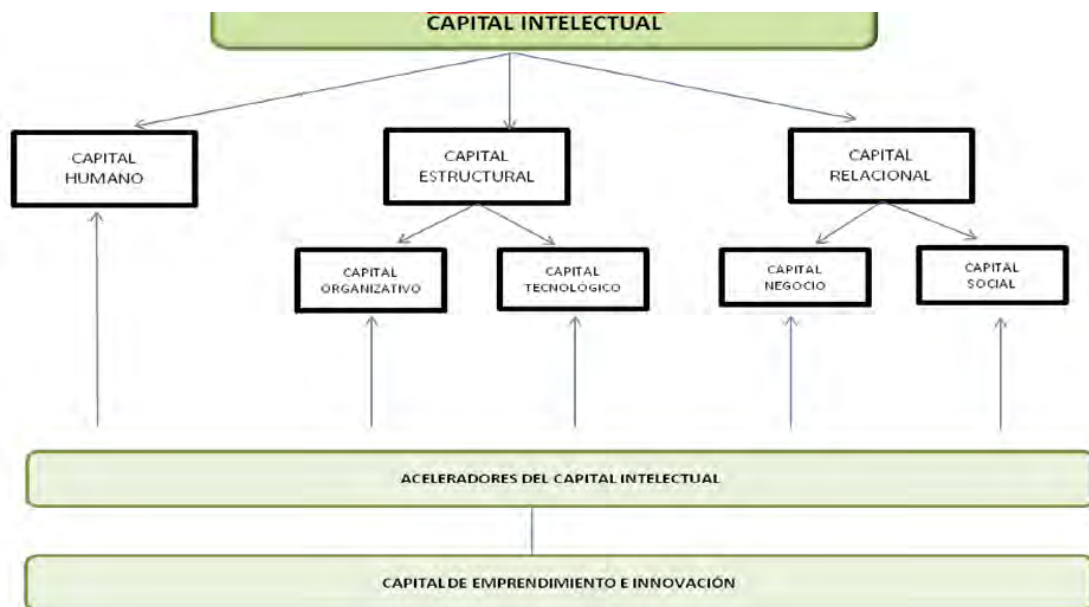 CAPITAL INTELECTUAL
CAPITAL
HUMANO
CAPITAL
ESTRUCTURAL
CAPITAL
RELACIONAL
CAPITAL
ORGANIZATIVO
CAPITAL
TECNOLÓGICO
CAPITAL
NEGOCIO
CAPITAL
SOCIAL
ACELERADORES DEL CAPITAL INTELECTUAL
CAPITAL DE EMPRENDIMIENTO E INNOVACIÓN